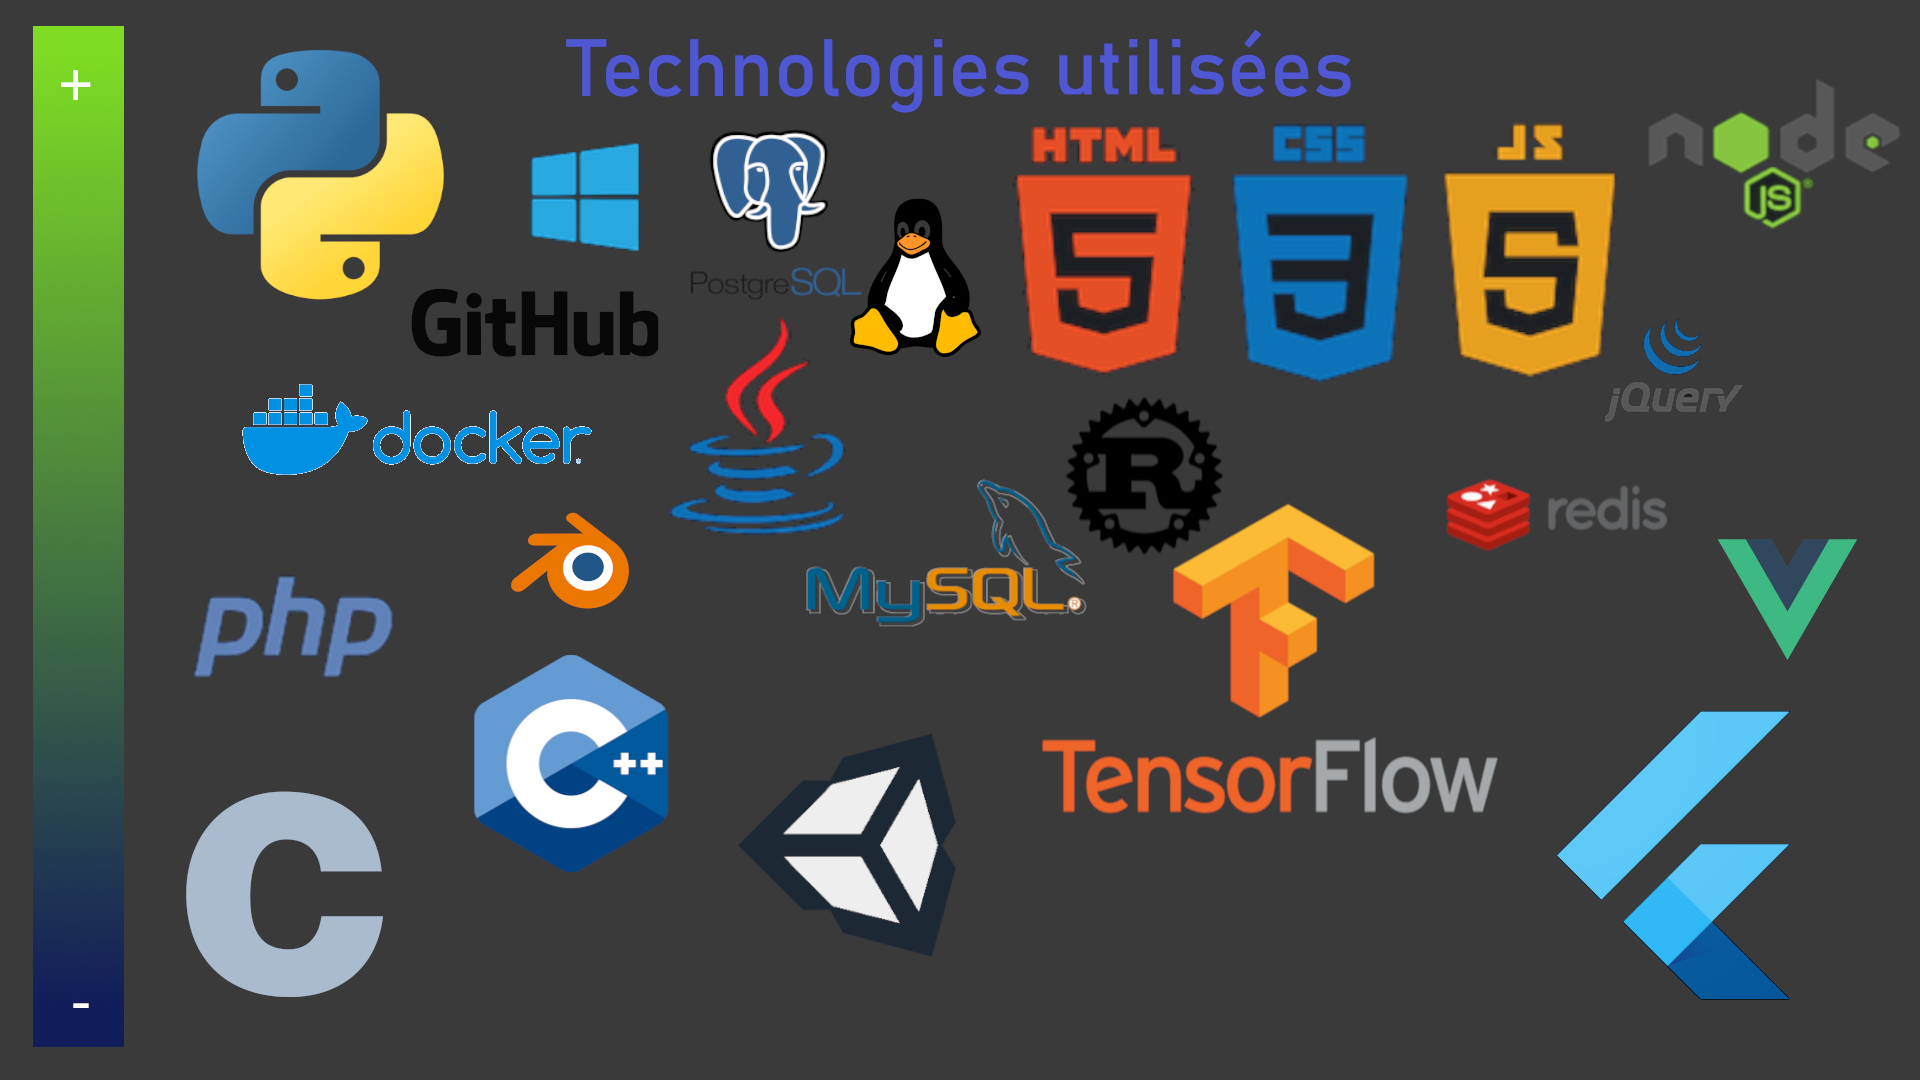 Technologies utilisées
+
HTML
CSS
JS
node
JS
PostgreSQL
GitHub
jQuery
docker
R
redis
MySQL
php
C++
TensorFlow
C
-